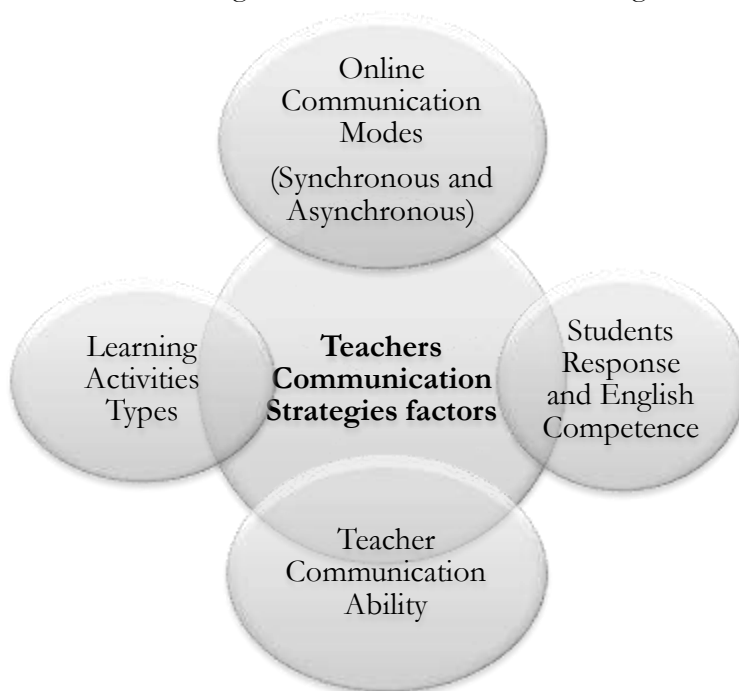 Online
Communication
Modes
(Synchronous and
Asynchronous)
Learning
Activities
Types
Teachers
Communication
Strategies factors
Students
Response
and English
Competence
Teacher
Communication
Ability